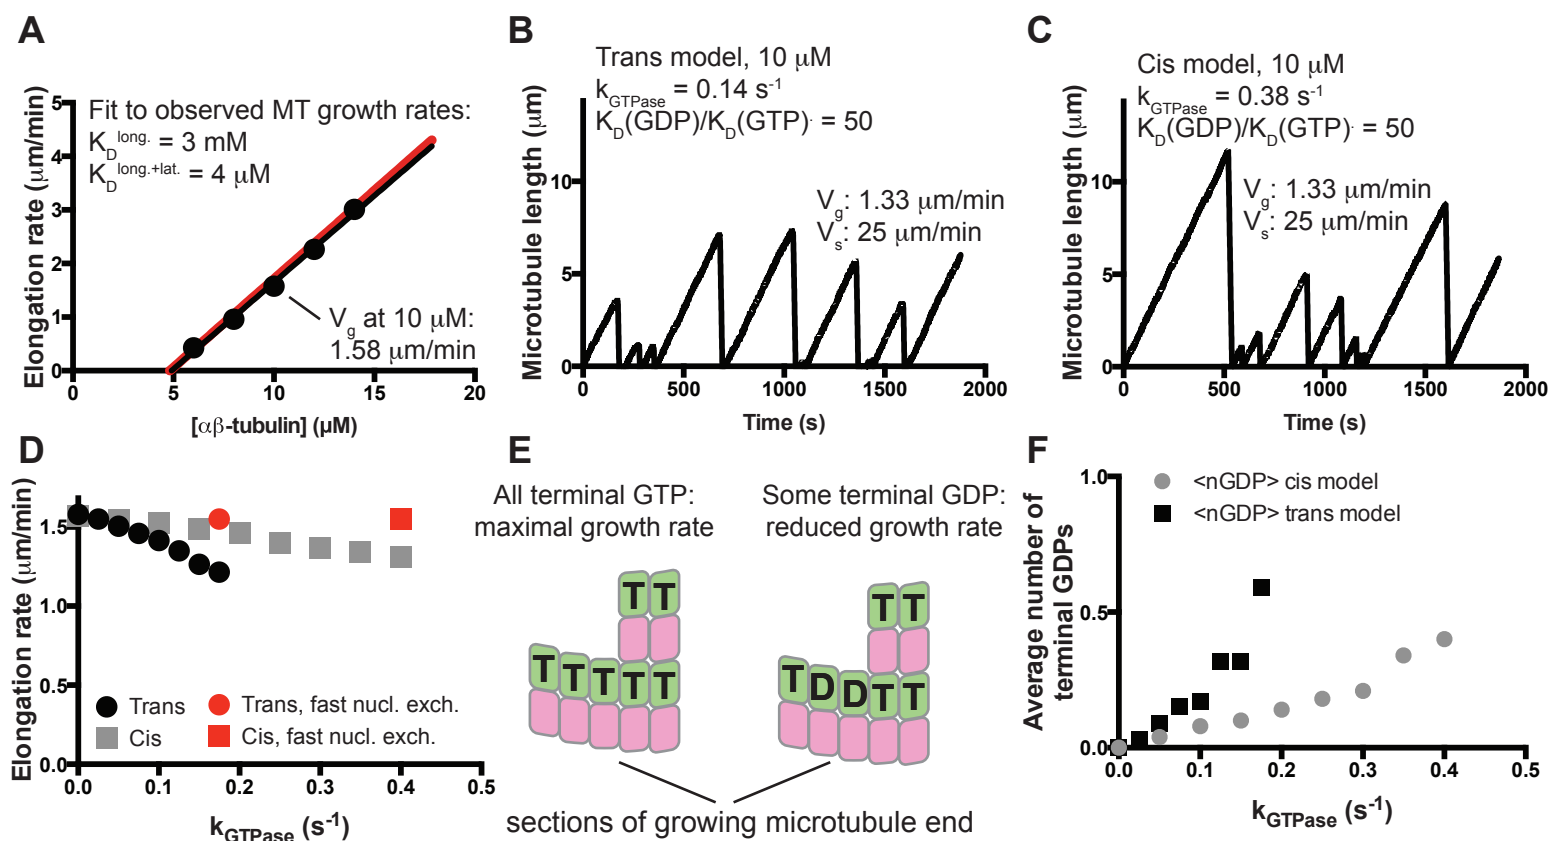 A
Fit to observed MT growth rates:
K_D^long. = 3 mM
K_D^long.+lat. = 4 μM
V_g at 10 μM:
1.58 μm/min
Elongation rate (μm/min)
5
4
3
2
1
0
0 5 10 15 20
[αβ-tubulin] (μM)
B
Trans model, 10 μM
k_GTPase = 0.14 s^-1
K_D(GDP)/K_D(GTP) = 50
V_g: 1.33 μm/min
V_s: 25 μm/min
Microtubule length (μm)
10
5
0
0 500 1000 1500 2000
Time (s)
C
Cis model, 10 μM
k_GTPase = 0.38 s^-1
K_D(GDP)/K_D(GTP) = 50
V_g: 1.33 μm/min
V_s: 25 μm/min
Microtubule length (μm)
10
5
0
0 500 1000 1500 2000
Time (s)
D
Elongation rate (μm/min)
1.5
1.0
0.5
0.0
Trans
Cis
Trans, fast nucl. exch.
Cis, fast nucl. exch.
0.0 0.1 0.2 0.3 0.4 0.5
k_GTPase (s^-1)
E
All terminal GTP:
maximal growth rate
T T
T T T T T
Some terminal GDP:
reduced growth rate
T T
T D D T T
sections of growing microtubule end
F
Average number of
terminal GDPs
1.0
0.5
0.0
<nGDP> cis model
<nGDP> trans model
0.0 0.1 0.2 0.3 0.4 0.5
k_GTPase (s^-1)